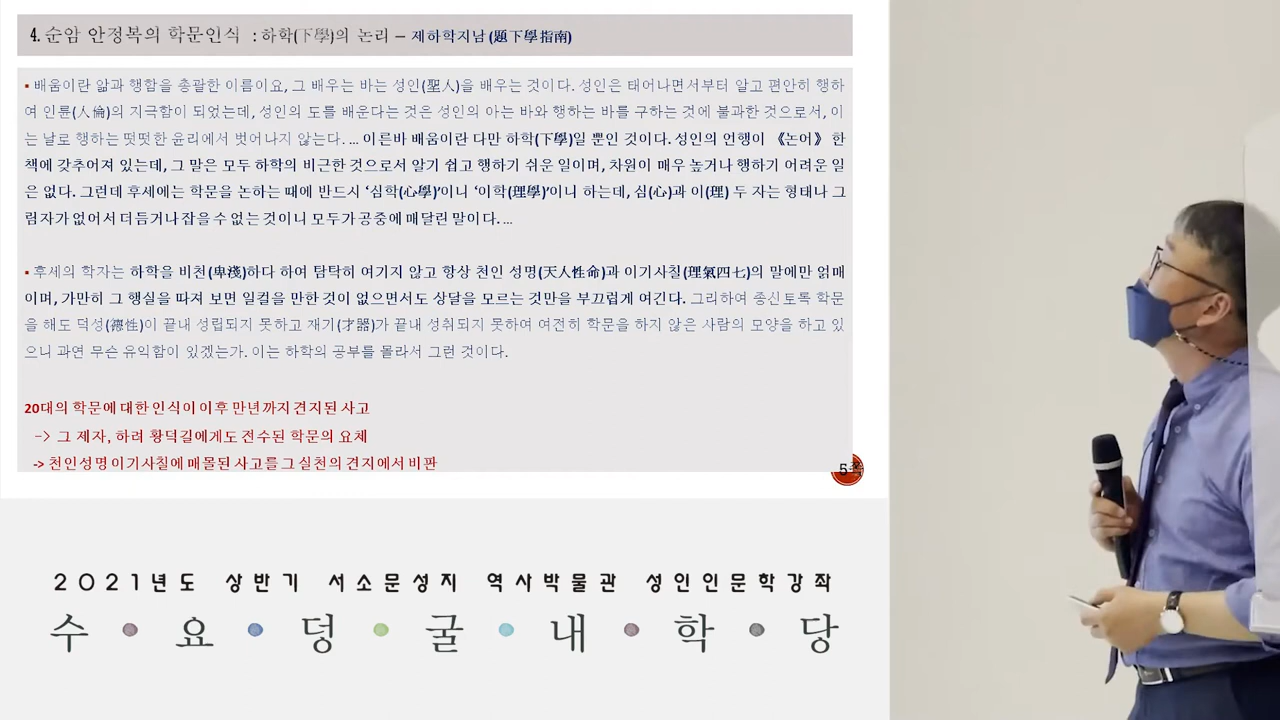 4. 순암 안정복의 학문인식 : 하학(下學)의 논리 – 제하학지남(題下學指南)
▪ 배움이란 앎과 행함을 총괄한 이름이요, 그 배우는 바는 성인(聖人)을 배우는 것이다. 성인은 태어나면서부터 알고 편안히 행하
여 인륜(人倫)의 지극함이 되었는데, 성인의 도를 배운다는 것은 성인의 아는 바와 행하는 바를 구하는 것에 불과한 것으로서, 이
는 날로 행하는 떳떳한 윤리에서 벗어나지 않는다. ... 이른바 배움이란 다만 하학(下學)일 뿐인 것이다. 성인의 언행이 《논어》 한
책에 갖추어져 있는데, 그 말은 모두 하학의 비근한 것으로서 알기 쉽고 행하기 쉬운 일이며, 차원이 매우 높거나 행하기 어려운 일
은 없다. 그런데 후세에는 학문을 논하는 때에 반드시 ‘심학(心學)’이니 ‘이학(理學)’이니 하는데, 심(心)과 이(理) 두 자는 형태나 그
림자가 없어서 더듬거나 잡을 수 없는 것이니 모두가 공중에 매달린 말이다. ...
▪ 후세의 학자는 하학을 비천(卑淺)하다 하여 탐탁히 여기지 않고 항상 천인 성명(天人性命)과 이기사칠(理氣四七)의 말에만 얽매
이며, 가만히 그 행실을 따져 보면 일컬을 만한 것이 없으면서도 상달을 모르는 것만을 부끄럽게 여긴다. 그리하여 종신토록 학문
을 해도 덕성(德性)이 끝내 성립되지 못하고 재기(才器)가 끝내 성취되지 못하여 여전히 학문을 하지 않은 사람의 모양을 하고 있
으니 과연 무슨 유익함이 있겠는가. 이는 하학의 공부를 몰라서 그런 것이다.
20대의 학문에 대한 인식이 이후 만년까지 견지된 사고
-> 그 제자, 하려 황덕길에게도 전수된 학문의 요체
-> 천인성명 이기사칠에 매몰된 사고를 그 실천의 견지에서 비판
5쪽
2021년도 상반기 서소문성지 역사박물관 성인인문학강좌
수 • 요 • 덩 • 굴 • 내 • 학 • 당